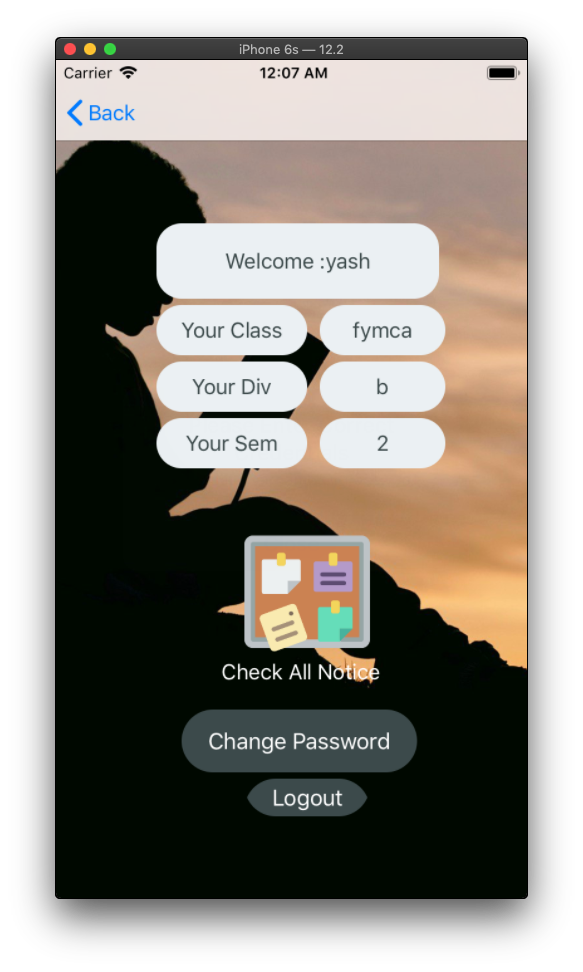 iPhone 6s — 12.2
Carrier 12:07 AM
Back
Welcome :yash
Your Class fymca
Your Div b
Your Sem 2
Check All Notice
Change Password
Logout